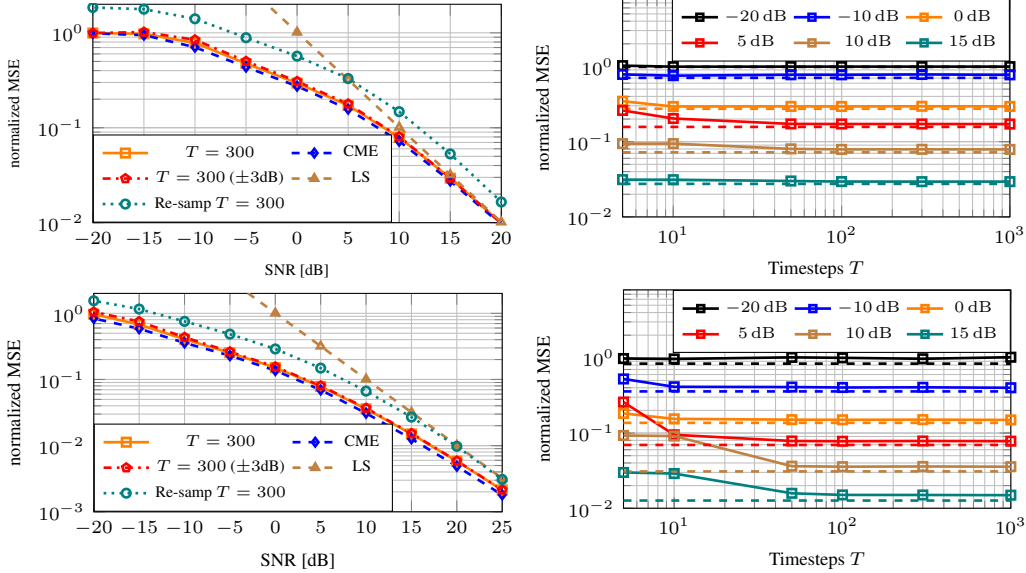 10^0
10^−1
10^−2
normalized MSE
T = 300
CME
T = 300 (±3dB)
LS
Re-samp T = 300
−20 −15 −10 −5 0 5 10 15 20
SNR [dB]
−20 dB −10 dB 0 dB
5 dB 10 dB 15 dB
10^0
10^−1
10^−2
normalized MSE
10^1 10^2 10^3
Timesteps T
10^0
10^−1
10^−2
10^−3
normalized MSE
T = 300
CME
T = 300 (±3dB)
LS
Re-samp T = 300
−20 −15 −10 −5 0 5 10 15 20 25
SNR [dB]
−20 dB −10 dB 0 dB
5 dB 10 dB 15 dB
10^0
10^−1
10^−2
normalized MSE
10^1 10^2 10^3
Timesteps T